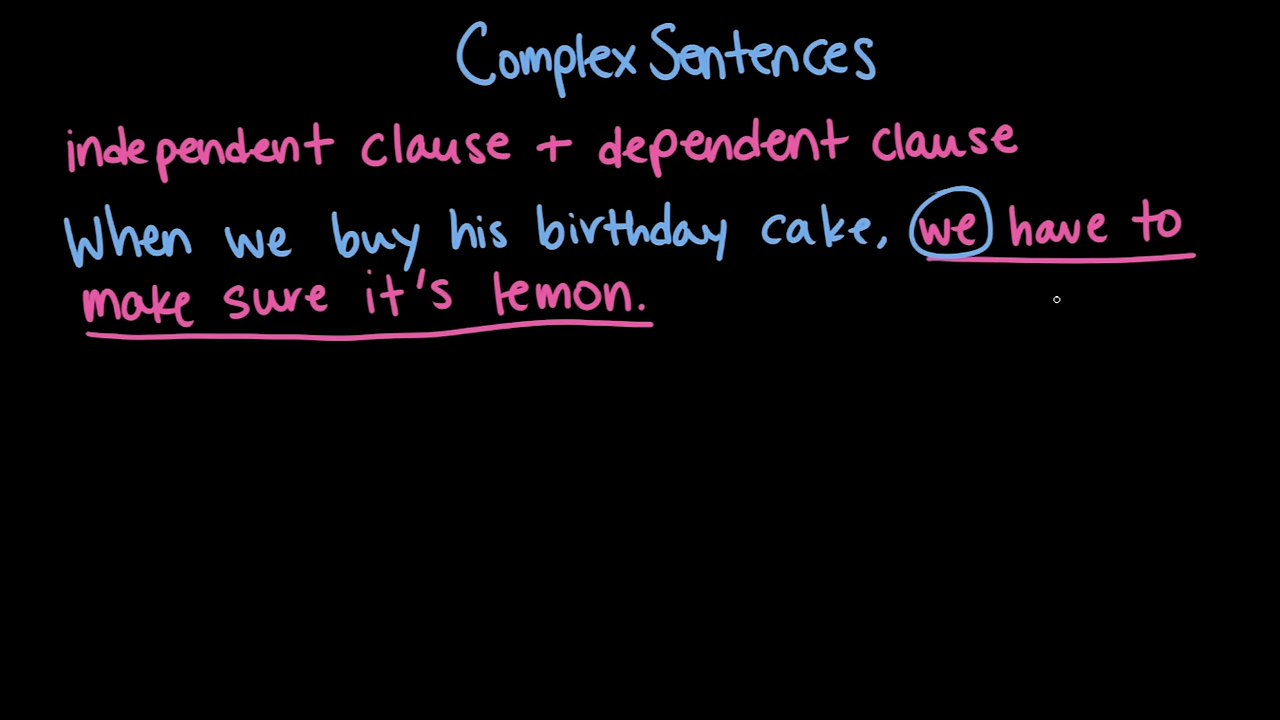 Complex Sentences
independent clause + dependent clause
When we buy his birthday cake, we have to
make sure it's lemon.